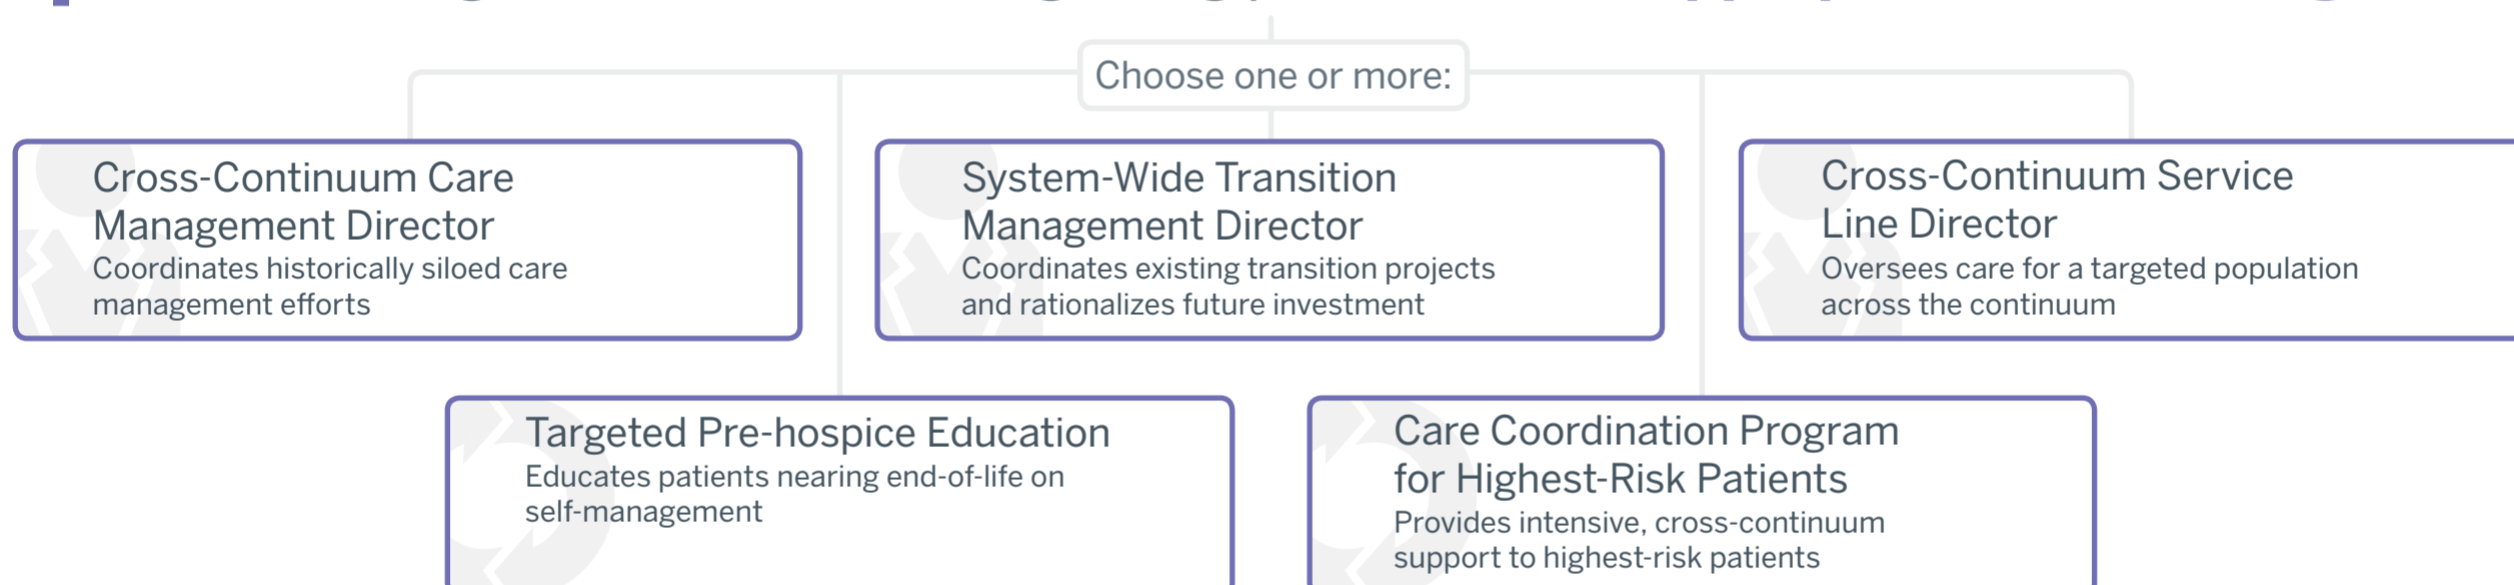 Choose one or more:
Cross-Continuum Care
Management Director
Coordinates historically siloed care
management efforts
System-Wide Transition
Management Director
Coordinates existing transition projects
and rationalizes future investment
Cross-Continuum Service
Line Director
Oversees care for a targeted population
across the continuum
Targeted Pre-hospice Education
Educates patients nearing end-of-life on
self-management
Care Coordination Program
for Highest-Risk Patients
Provides intensive, cross-continuum
support to highest-risk patients